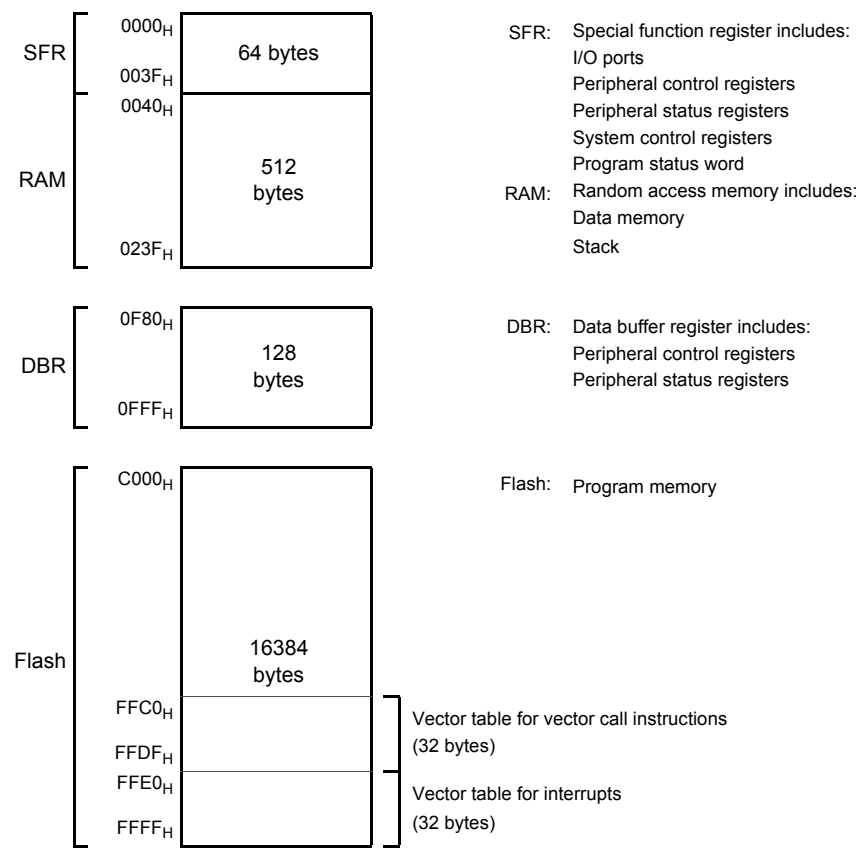 0000H
SFR
64 bytes
003FH
0040H
RAM
512
bytes
023FH
SFR: Special function register includes:
I/O ports
Peripheral control registers
Peripheral status registers
System control registers
Program status word
RAM: Random access memory includes:
Data memory
Stack
0F80H
DBR
128
bytes
0FFFH
DBR: Data buffer register includes:
Peripheral control registers
Peripheral status registers
C000H
Flash: Program memory
Flash
16384
bytes
FFC0H
FFDFH
Vector table for vector call instructions
(32 bytes)
FFE0H
FFFFH
Vector table for interrupts
(32 bytes)